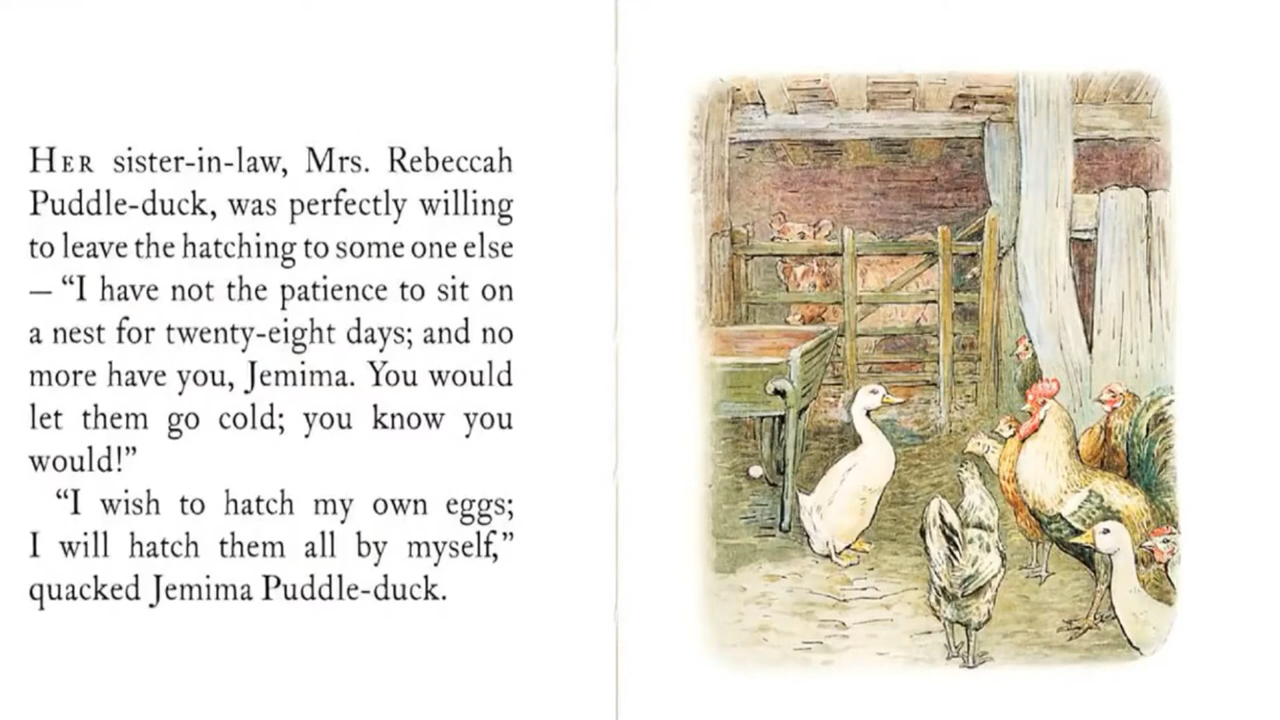 HER sister-in-law, Mrs. Rebeccah
Puddle-duck, was perfectly willing
to leave the hatching to some one else
— “I have not the patience to sit on
a nest for twenty-eight days; and no
more have you, Jemima. You would
let them go cold; you know you
would!”
“I wish to hatch my own eggs;
I will hatch them all by myself,”
quacked Jemima Puddle-duck.